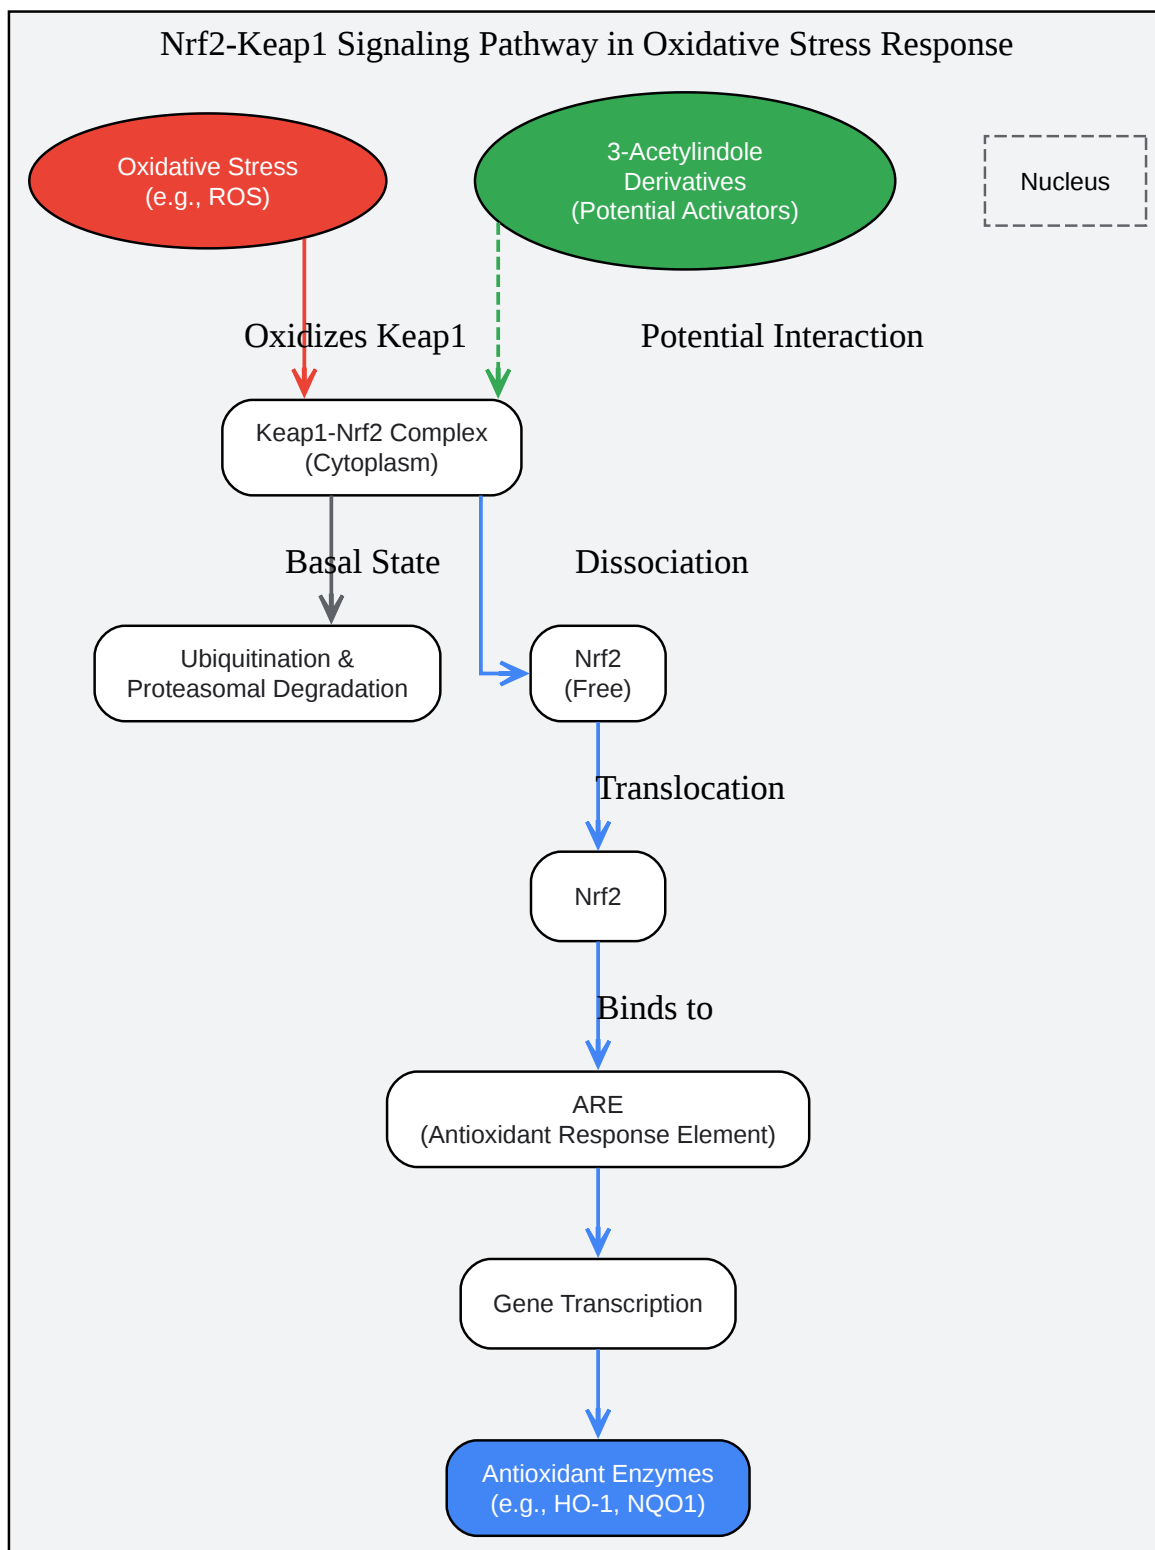 Nrf2-Keap1 Signaling Pathway in Oxidative Stress Response
Oxidative Stress
(e.g., ROS)
3-Acetylindole
Derivatives
(Potential Activators)
Nucleus
Oxidizes Keap1
Potential Interaction
Keap1-Nrf2 Complex
(Cytoplasm)
Basal State
Dissociation
Ubiquitination &
Proteasomal Degradation
Nrf2
(Free)
Translocation
Nrf2
Binds to
ARE
(Antioxidant Response Element)
Gene Transcription
Antioxidant Enzymes
(e.g., HO-1, NQO1)